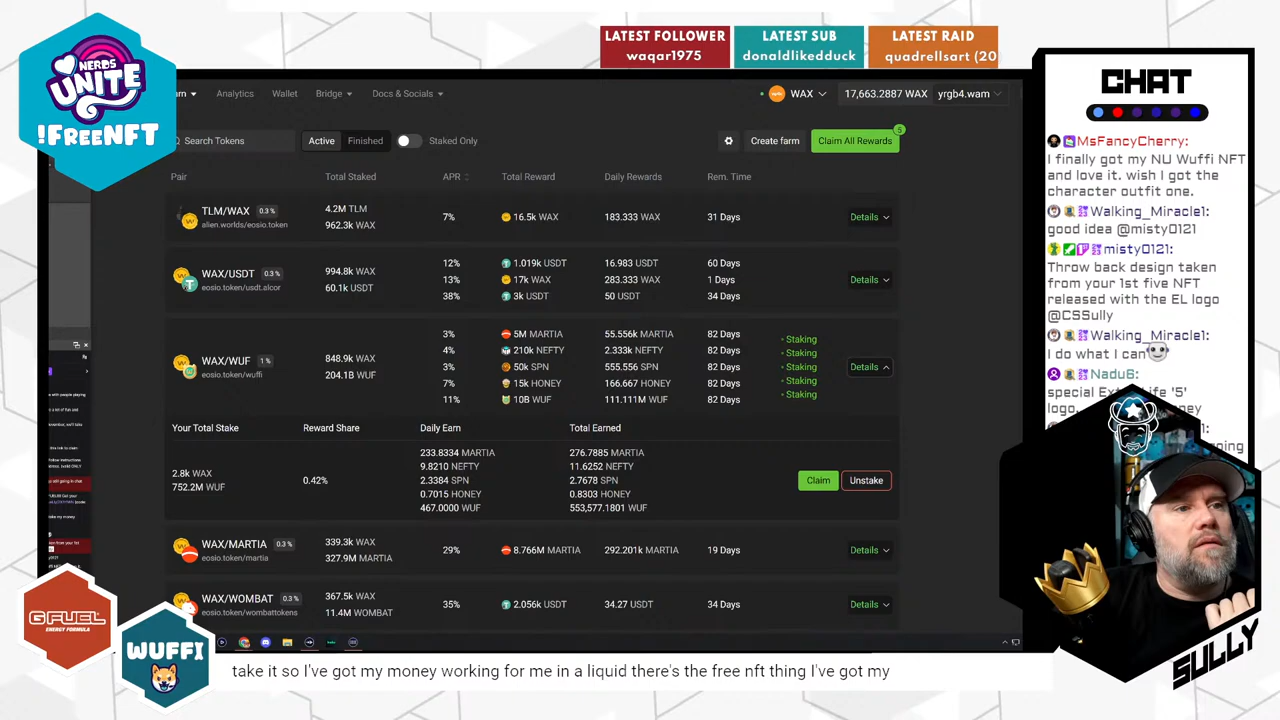 NERDS
UNITE
!FreeNFT
LATEST FOLLOWER
waqar1975
LATEST SUB
donaldlikedduck
LATEST RAID
quadrellsart (20
Analytics
Wallet
Bridge
Docs & Socials
WAX
17,663.2887 WAX
yrgb4.wam
Search Tokens
Active
Finished
Staked Only
Create farm
Claim All Rewards
5
Pair
Total Staked
APR
Total Reward
Daily Rewards
Rem. Time
TLM/WAX 0.3 %
alien.worlds/eosio.token
4.2M TLM
962.3k WAX
7%
16.5k WAX
183.333 WAX
31 Days
Details
WAX/USDT 0.3 %
eosio.token/usdt.alcor
994.8k WAX
60.1k USDT
12% 1.019k USDT 16.983 USDT 60 Days
13% 17k WAX 283.333 WAX 1 Days
38% 3k USDT 50 USDT 34 Days
Details
WAX/WUF 1 %
eosio.token/wuffi
848.9k WAX
204.1B WUF
3% 5M MARTIA 55.556k MARTIA 82 Days • Staking
4% 210k NEFTY 2.333k NEFTY 82 Days • Staking
3% 50k SPN 555.556 SPN 82 Days • Staking
7% 15k HONEY 166.667 HONEY 82 Days • Staking
11% 10B WUF 111.111M WUF 82 Days • Staking
Details
Your Total Stake
Reward Share
Daily Earn
Total Earned
2.8k WAX
752.2M WUF
0.42%
233.8334 MARTIA 276.7885 MARTIA
9.8210 NEFTY 11.6252 NEFTY
2.3384 SPN 2.7678 SPN
0.7015 HONEY 0.8303 HONEY
467.0000 WUF 553,577.1801 WUF
Claim
Unstake
WAX/MARTIA 0.3 %
eosio.token/martia
339.3k WAX
327.9M MARTIA
29%
8.766M MARTIA
292.201k MARTIA
19 Days
Details
WAX/WOMBAT 0.3 %
eosio.token/wombattokens
367.5k WAX
11.4M WOMBAT
35%
2.056k USDT
34.27 USDT
34 Days
Details
CHAT
MsFancyCherry:
I finally got my NU Wuffi NFT
and love it. wish I got the
character outfit one.
Walking_Miracle1:
good idea @misty0121
misty0121:
Throw back design taken
from your 1st five NFT
released with the EL logo
@CSSully
Walking_Miracle1:
I do what I can
Nadu6:
special
'5'
logo.
SULLY
G FUEL
ENERGY FORMULA
WUFFI
take it so I've got my money working for me in a liquid there's the free nft thing I've got my